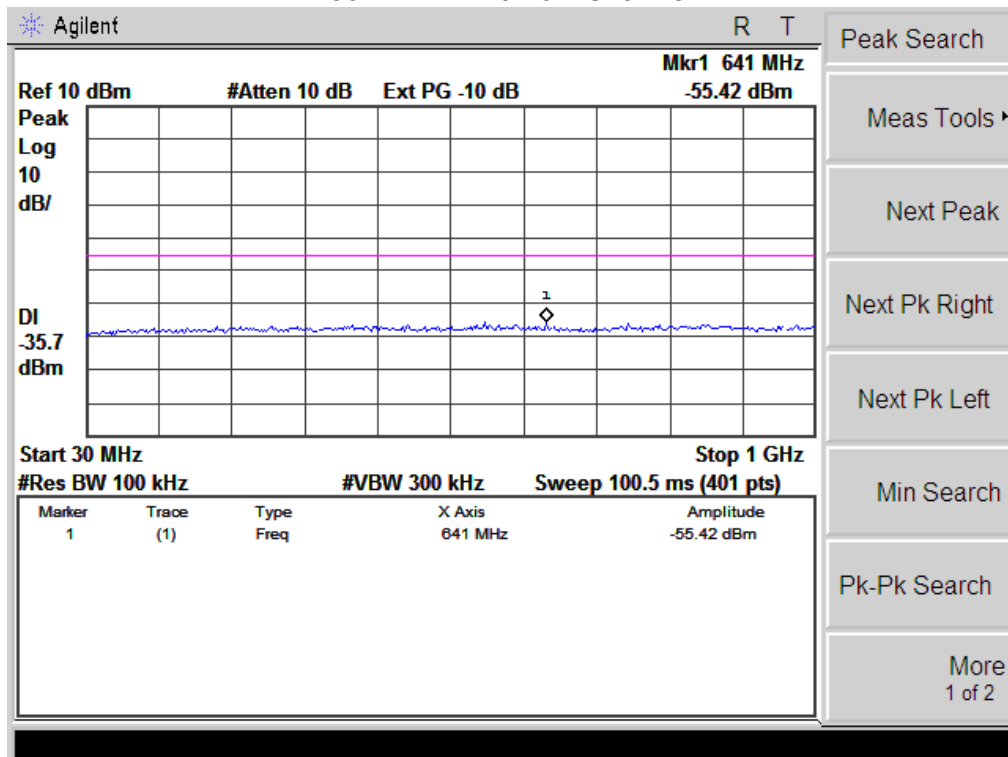 Agilent
R T
Mkr1 641 MHz
Ref 10 dBm #Atten 10 dB Ext PG -10 dB -55.42 dBm
Peak
Log
10
dB/
1
DI
-35.7
dBm
Start 30 MHz Stop 1 GHz
#Res BW 100 kHz #VBW 300 kHz Sweep 100.5 ms (401 pts)
Marker Trace Type X Axis Amplitude
1 (1) Freq 641 MHz -55.42 dBm
Peak Search
Meas Tools
Next Peak
Next Pk Right
Next Pk Left
Min Search
Pk-Pk Search
More
1 of 2